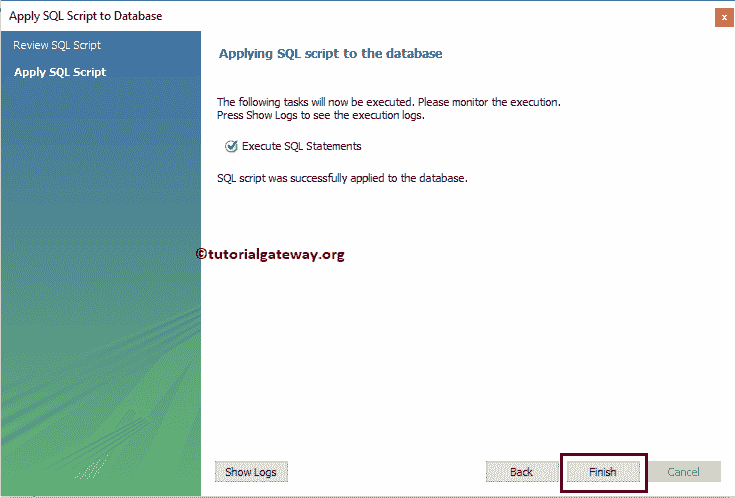 Apply SQL Script to Database
x
Review SQL Script
Apply SQL Script
Applying SQL script to the database
The following tasks will now be executed. Please monitor the execution.
Press Show Logs to see the execution logs.
Execute SQL Statements
SQL script was successfully applied to the database.
©tutorialgateway.org
Show Logs
Back
Finish
Cancel